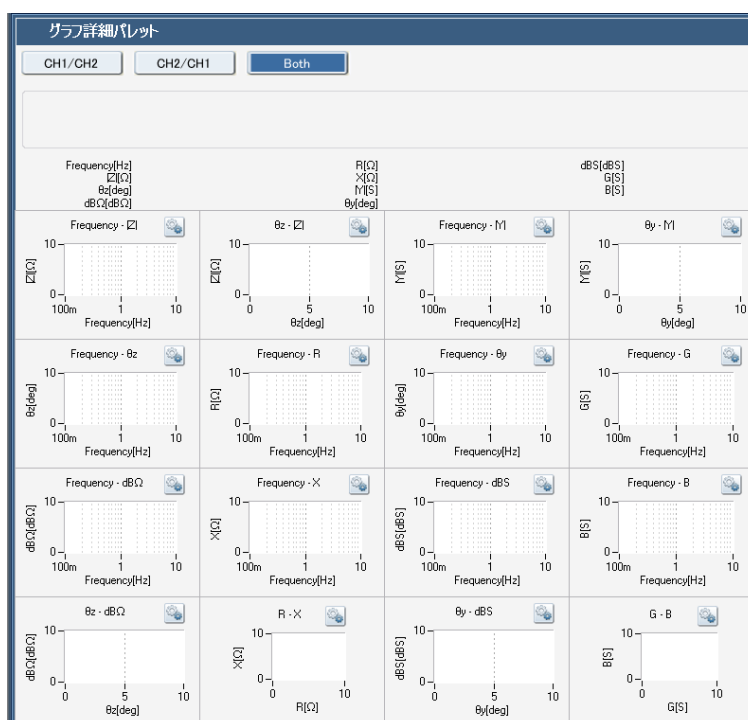 グラフ詳細パレット
CH1/CH2 CH2/CH1 Both
Frequency[Hz] R[Ω] dBS[dBS]
|Z|[Ω] X[Ω] G[S]
θz[deg] |Y|[S] B[S]
dBΩ[dBΩ] θy[deg]
Frequency - |Z| θz - |Z| Frequency - |Y| θy - |Y|
10 10 10 10
|Z|[Ω] |Z|[Ω] |Y|[S] |Y|[S]
0 0 0 0
100m 1 10 0 5 10 100m 1 10 0 5 10
Frequency[Hz] θz[deg] Frequency[Hz] θy[deg]
Frequency - θz Frequency - R Frequency - θy Frequency - G
10 10 10 10
θz[deg] R[Ω] θy[deg] G[S]
0 0 0 0
100m 1 10 100m 1 10 100m 1 10 100m 1 10
Frequency[Hz] Frequency[Hz] Frequency[Hz] Frequency[Hz]
Frequency - dBΩ Frequency - X Frequency - dBS Frequency - B
10 10 10 10
dBΩ[dBΩ] X[Ω] dBS[dBS] B[S]
0 0 0 0
100m 1 10 100m 1 10 100m 1 10 100m 1 10
Frequency[Hz] Frequency[Hz] Frequency[Hz] Frequency[Hz]
θz - dBΩ R - X θy - dBS G - B
10 10 10 10
dBΩ[dBΩ] X[Ω] dBS[dBS] B[S]
0 0 0 0
0 5 10 0 10 0 5 10 0 10
θz[deg] R[Ω] θy[deg] G[S]